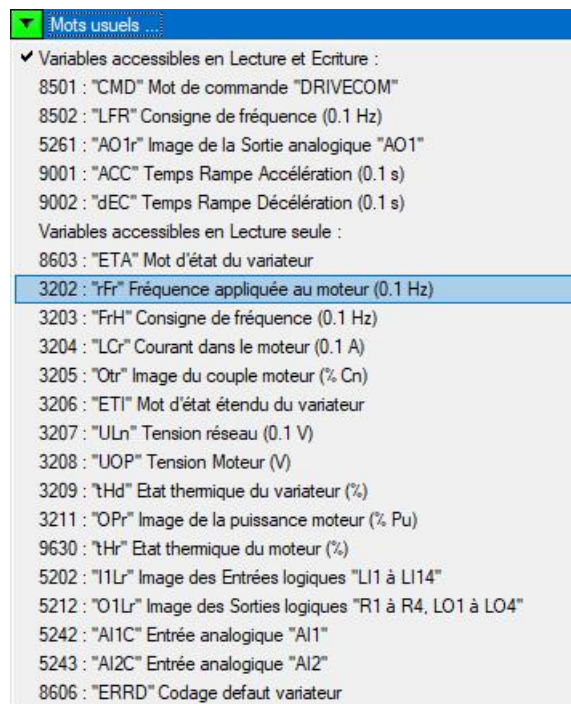 Mots usuels ...
Variables accessibles en Lecture et Ecriture :
8501 : "CMD" Mot de commande "DRIVECOM"
8502 : "LFR" Consigne de fréquence (0.1 Hz)
5261 : "AO1r" Image de la Sortie analogique "AO1"
9001 : "ACC" Temps Rampe Accélération (0.1 s)
9002 : "dEC" Temps Rampe Décélération (0.1 s)
Variables accessibles en Lecture seule :
8603 : "ETA" Mot d'état du variateur
3202 : "rFr" Fréquence appliquée au moteur (0.1 Hz)
3203 : "FrH" Consigne de fréquence (0.1 Hz)
3204 : "LCr" Courant dans le moteur (0.1 A)
3205 : "Otr" Image du couple moteur (% Cn)
3206 : "ETI" Mot d'état étendu du variateur
3207 : "ULn" Tension réseau (0.1 V)
3208 : "UOP" Tension Moteur (V)
3209 : "tHd" Etat thermique du variateur (%)
3211 : "OPr" Image de la puissance moteur (% Pu)
9630 : "tHr" Etat thermique du moteur (%)
5202 : "I1Lr" Image des Entrées logiques "LI1 à LI14"
5212 : "O1Lr" Image des Sorties logiques "R1 à R4, LO1 à LO4"
5242 : "AI1C" Entrée analogique "AI1"
5243 : "AI2C" Entrée analogique "AI2"
8606 : "ERRD" Codage defaut variateur